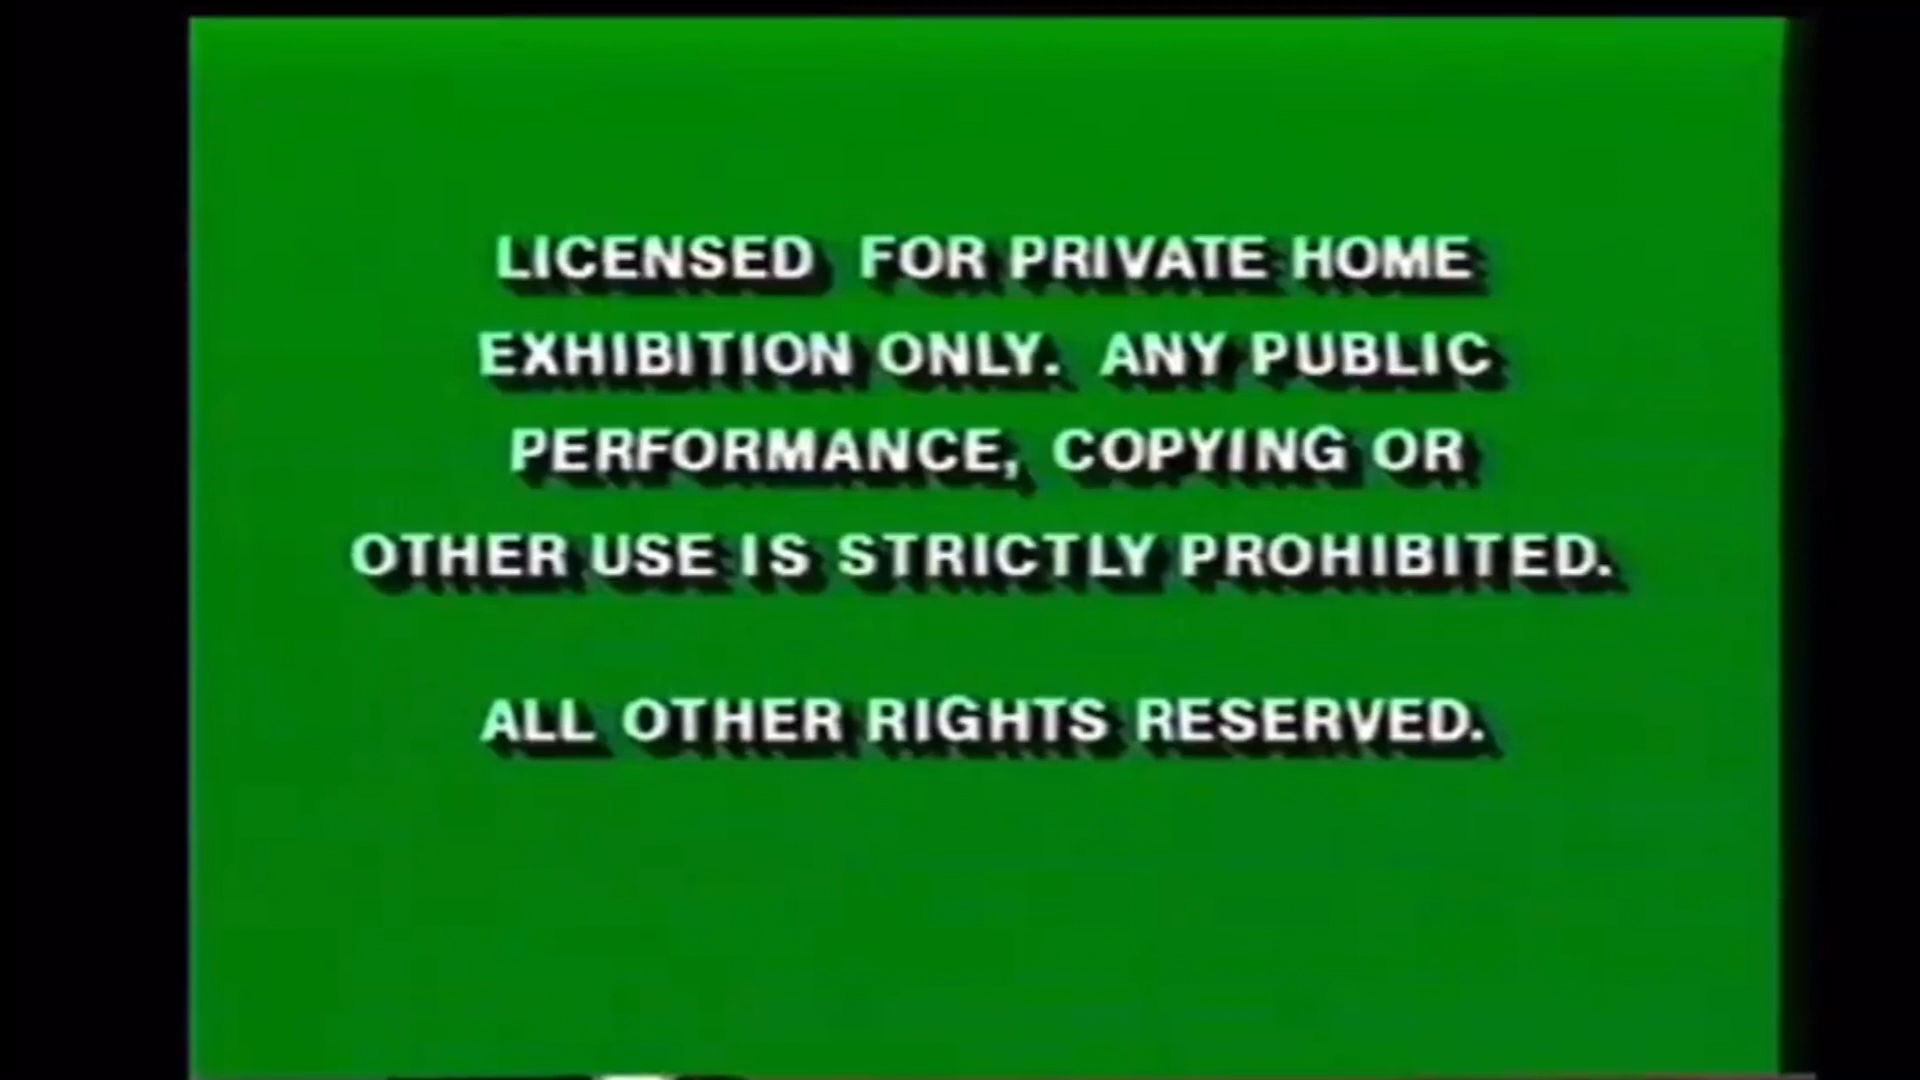 LICENSED FOR PRIVATE HOME
EXHIBITION ONLY. ANY PUBLIC
PERFORMANCE, COPYING OR
OTHER USE IS STRICTLY PROHIBITED.
ALL OTHER RIGHTS RESERVED.